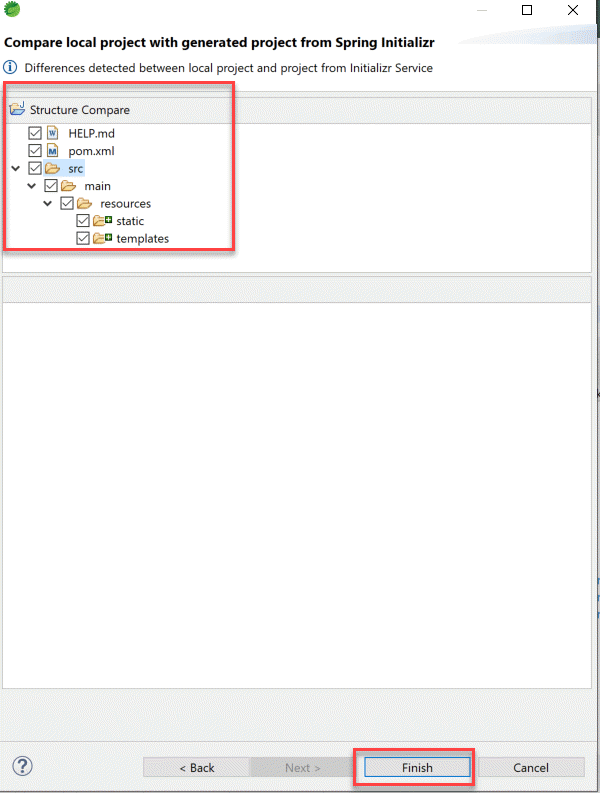 Compare local project with generated project from Spring Initializr
Differences detected between local project and project from Initializr Service
Structure Compare
HELP.md
pom.xml
src
main
resources
static
templates
< Back Next > Finish Cancel